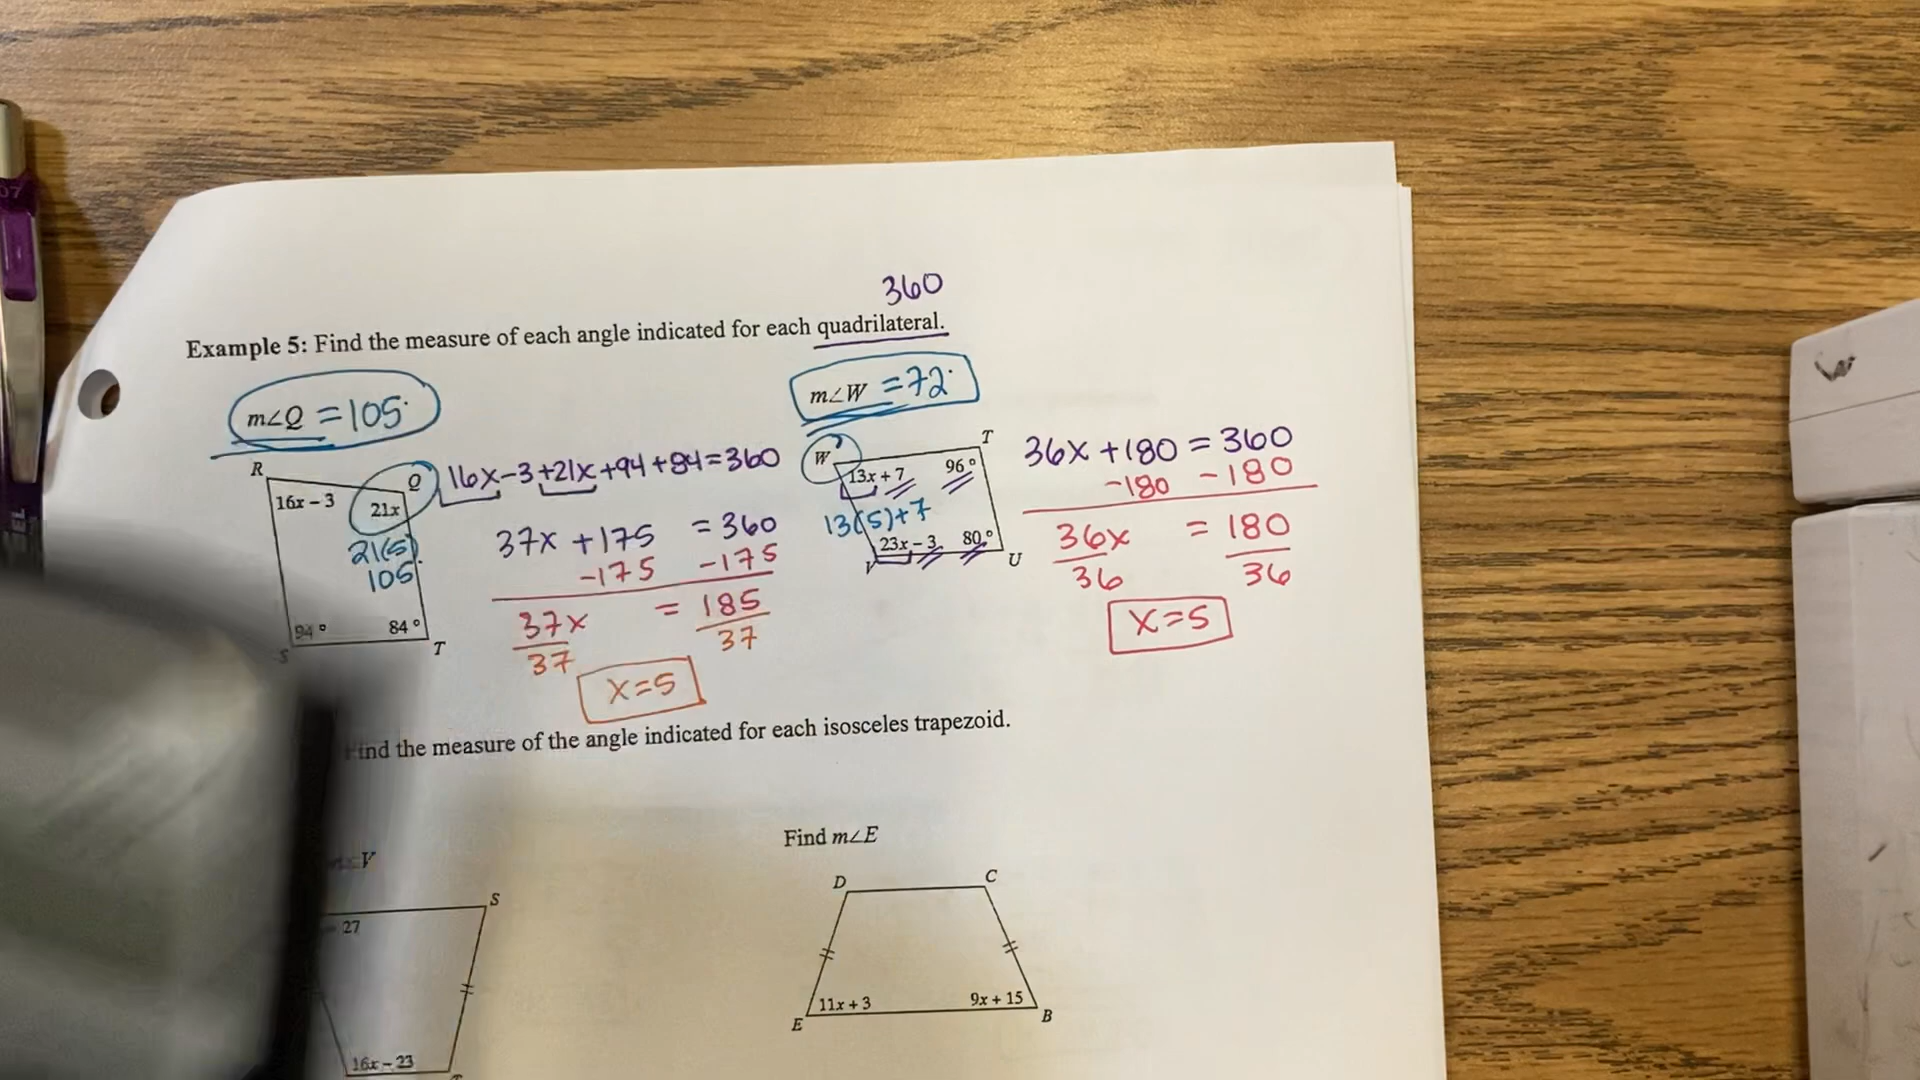 360
Example 5: Find the measure of each angle indicated for each quadrilateral.
m∠Q = 105°
R
Q
16x – 3
21x
21(5)
105
94°
84°
S
T
16x-3+21x+94+84=360
37x +175 = 360
-175 -175
37x = 185
37 37
x=5
m∠W = 72°
W
T
13x + 7
96°
13(5)+7
23x – 3
80°
V
U
36x +180 = 360
-180 -180
36x = 180
36 36
x=5
Find the measure of the angle indicated for each isosceles trapezoid.
V
S
27
16x – 23
Find m∠E
D
C
11x + 3
9x + 15
E
B